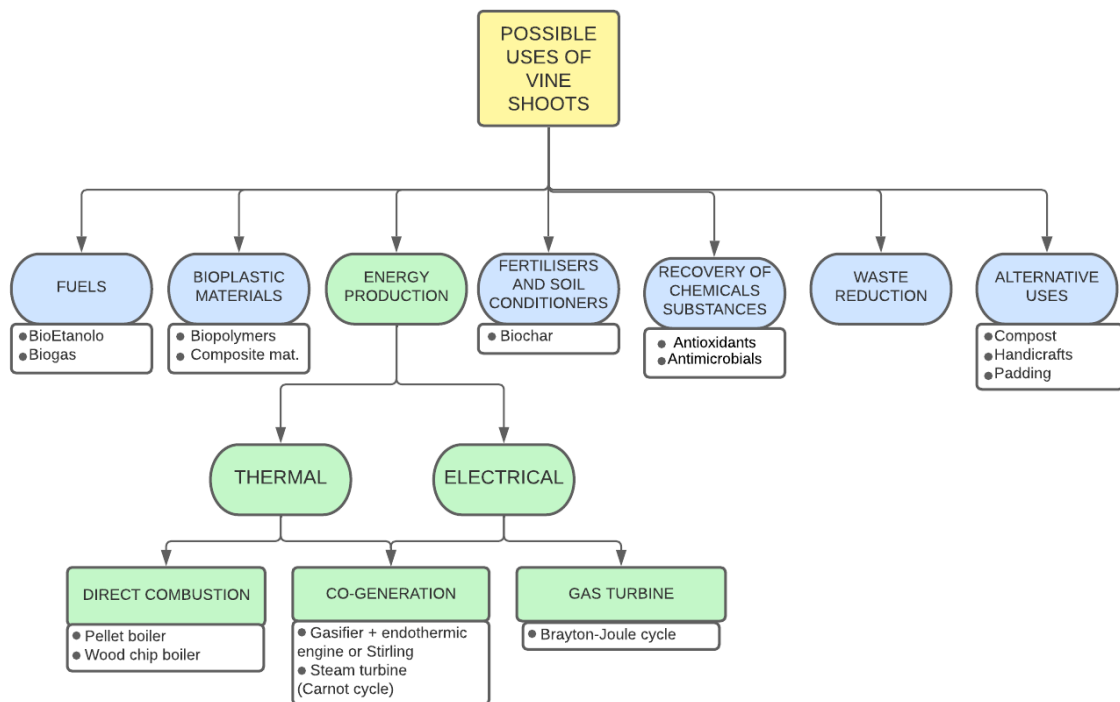 POSSIBLE
USES OF
VINE
SHOOTS
FUELS
BIOPLASTIC
MATERIALS
ENERGY
PRODUCTION
FERTILISERS
AND SOIL
CONDITIONERS
RECOVERY OF
CHEMICALS
SUBSTANCES
WASTE
REDUCTION
ALTERNATIVE
USES
●BioEtanolo
●Biogas
● Biopolymers
● Composite mat.
● Biochar
● Antioxidants
●Antimicrobials
●Compost
●Handicrafts
●Padding
THERMAL
ELECTRICAL
DIRECT COMBUSTION
● Pellet boiler
● Wood chip boiler
CO-GENERATION
● Gasifier + endothermic
engine or Stirling
● Steam turbine
(Carnot cycle)
GAS TURBINE
● Brayton-Joule cycle